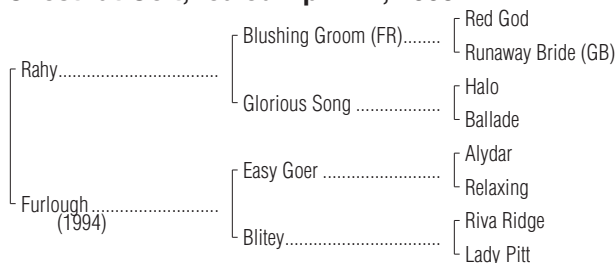 Red God
Blushing Groom (FR)........
Runaway Bride (GB)
Rahy.....................................
Halo
Glorious Song ...................
Ballade
Alydar
Easy Goer ...........................
Relaxing
Furlough.............................
(1994)
Riva Ridge
Blitey...................................
Lady Pitt